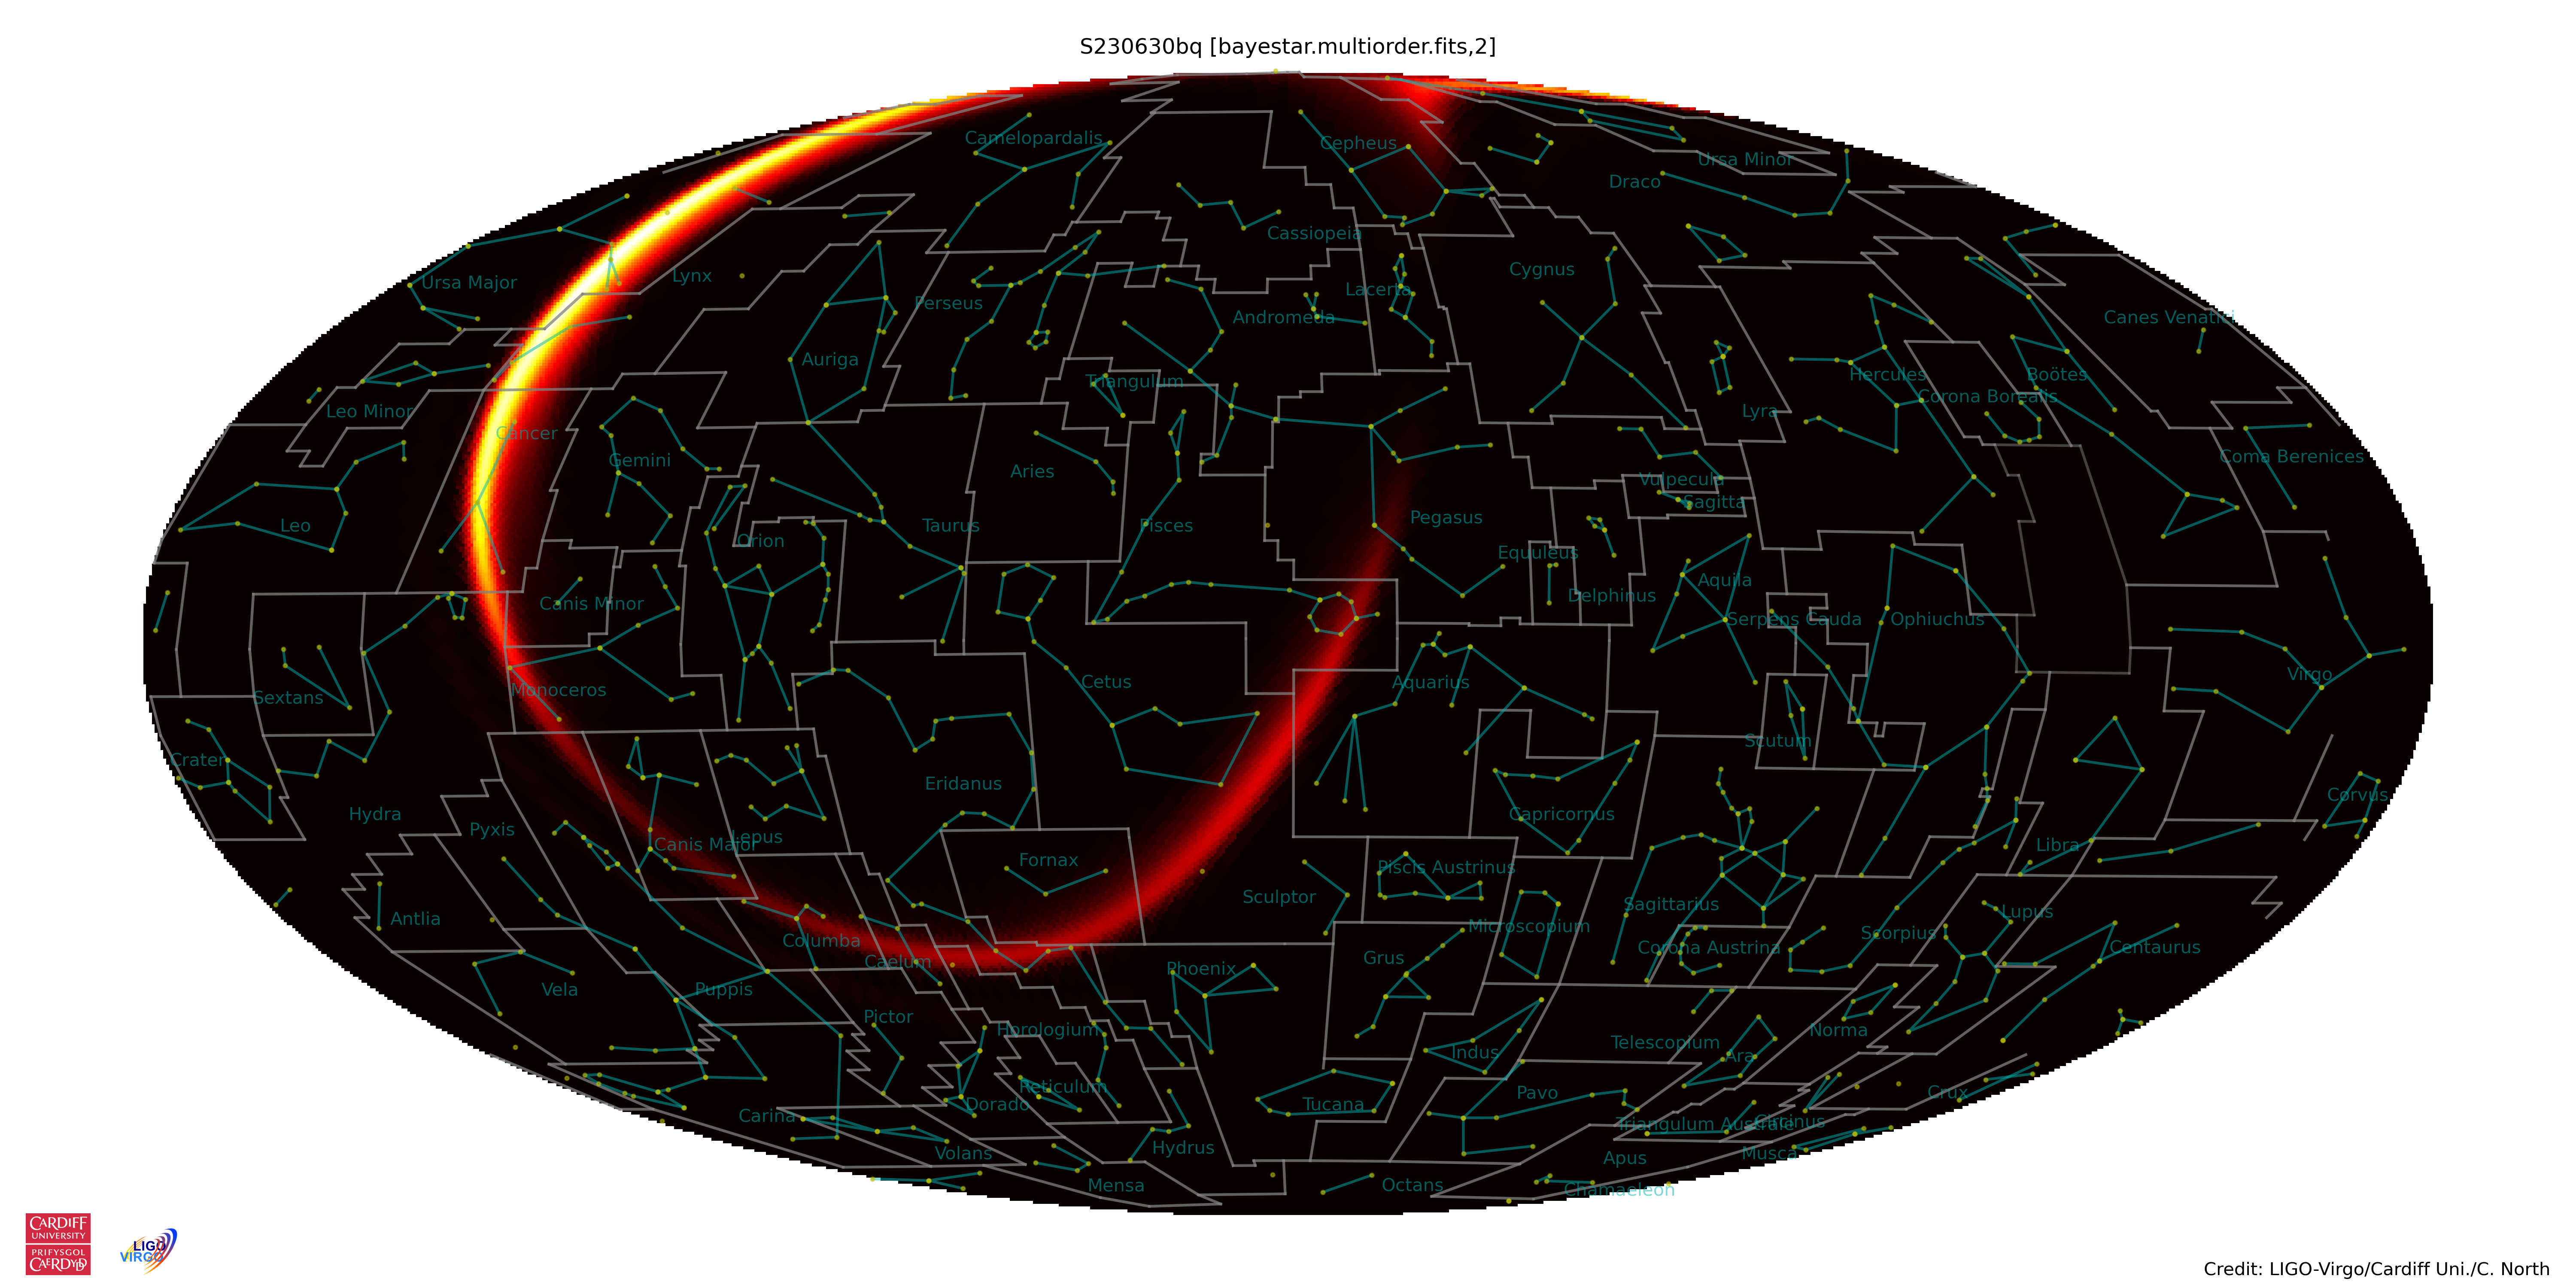 S230630bq [bayestar.multiorder.fits,2]
Camelopardalis
Cepheus
Ursa Minor
Draco
Cassiopeia
Cygnus
Lynx
Ursa Major
Lacerta
Perseus
Andromeda
Canes Venatici
Auriga
Triangulum
Hercules
Boötes
Corona Borealis
Leo Minor
Lyra
Cancer
Gemini
Coma Berenices
Aries
Vulpecula
Sagitta
Pegasus
Leo
Taurus
Pisces
Orion
Equuleus
Aquila
Delphinus
Canis Minor
Serpens Cauda
Ophiuchus
Virgo
Cetus
Aquarius
Monoceros
Sextans
Scutum
Crater
Eridanus
Corvus
Hydra
Capricornus
Pyxis
Lepus
Canis Major
Libra
Fornax
Piscis Austrinus
Sculptor
Sagittarius
Lupus
Antlia
Microscopium
Scorpius
Columba
Corona Austrina
Centaurus
Grus
Caelum
Phoenix
Vela
Puppis
Pictor
Horologium
Norma
Telescopium
Indus
Ara
Reticulum
Pavo
Crux
Dorado
Tucana
Carina
Triangulum Australe
Circinus
Hydrus
Volans
Musca
Apus
Mensa
Octans
Chamaeleon
CARDIFF
UNIVERSITY
PRIFYSGOL
CAERDYDD
LIGO
VIRGO
Credit: LIGO-Virgo/Cardiff Uni./C. North